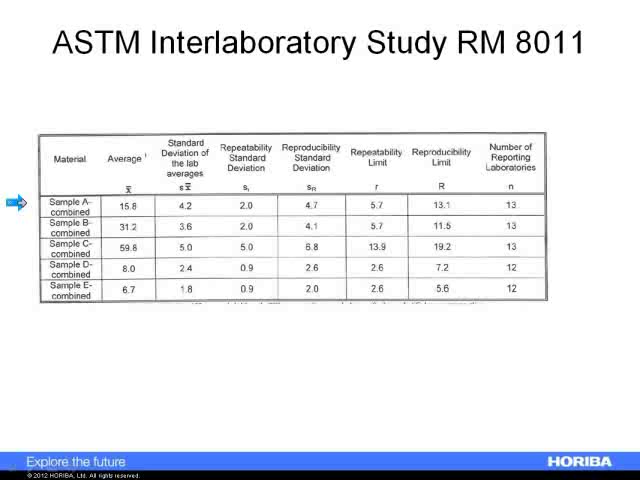 ASTM Interlaboratory Study RM 8011
Material Average 1 x̅ Standard Deviation of the lab averages s x̅ Repeatability Standard Deviation sr Reproducibility Standard Deviation sR Repeatability Limit r Reproducibility Limit R Number of Reporting Laboratories n
Sample A-combined 15.8 4.2 2.0 4.7 5.7 13.1 13
Sample B-combined 31.2 3.6 2.0 4.1 5.7 11.5 13
Sample C-combined 59.8 5.0 5.0 6.8 13.9 19.2 13
Sample D-combined 8.0 2.4 0.9 2.6 2.6 7.2 12
Sample E-combined 6.7 1.8 0.9 2.0 2.6 5.6 12
Explore the future HORIBA
© 2012 HORIBA, Ltd. All rights reserved.